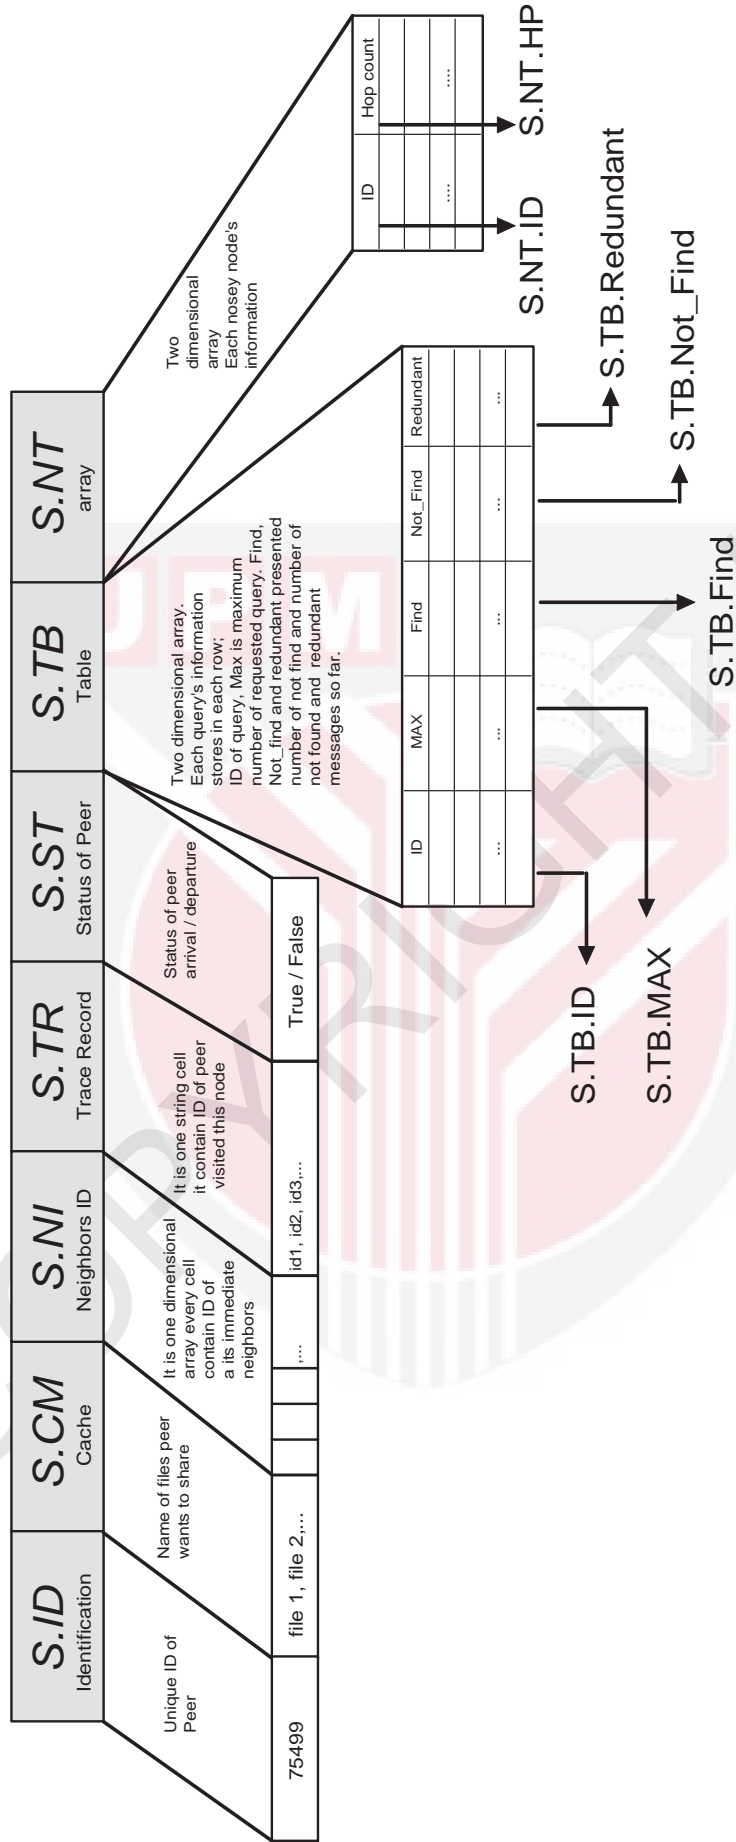 S.ID
Identification
S.CM
Cache
S.NI
Neighbors ID
S.TR
Trace Record
S.ST
Status of Peer
S.TB
Table
S.NT
array
Unique ID of
Peer
Name of files peer
wants to share
It is one dimensional
array every cell
contain ID of
a its immediate
neighbors
It is one string cell
it contain ID of peer
visited this node
Status of peer
arrival / departure
Two dimensional array.
Each query's information
stores in each row;
ID of query, Max is maximum
number of requested query. Find,
Not_find and redundant presented
number of not find and number of
not found and redundant
messages so far.
Two
dimensional
array
Each nosey node's
information
75499
file 1, file 2,...
,...
id1, id2, id3,...
True / False
ID
MAX
Find
Not_Find
Redundant
...
...
...
...
...
ID
Hop count
....
....
S.TB.ID
S.TB.MAX
S.TB.Find
S.TB.Not_Find
S.TB.Redundant
S.NT.ID
S.NT.HP
UPM
COPYRIGHT